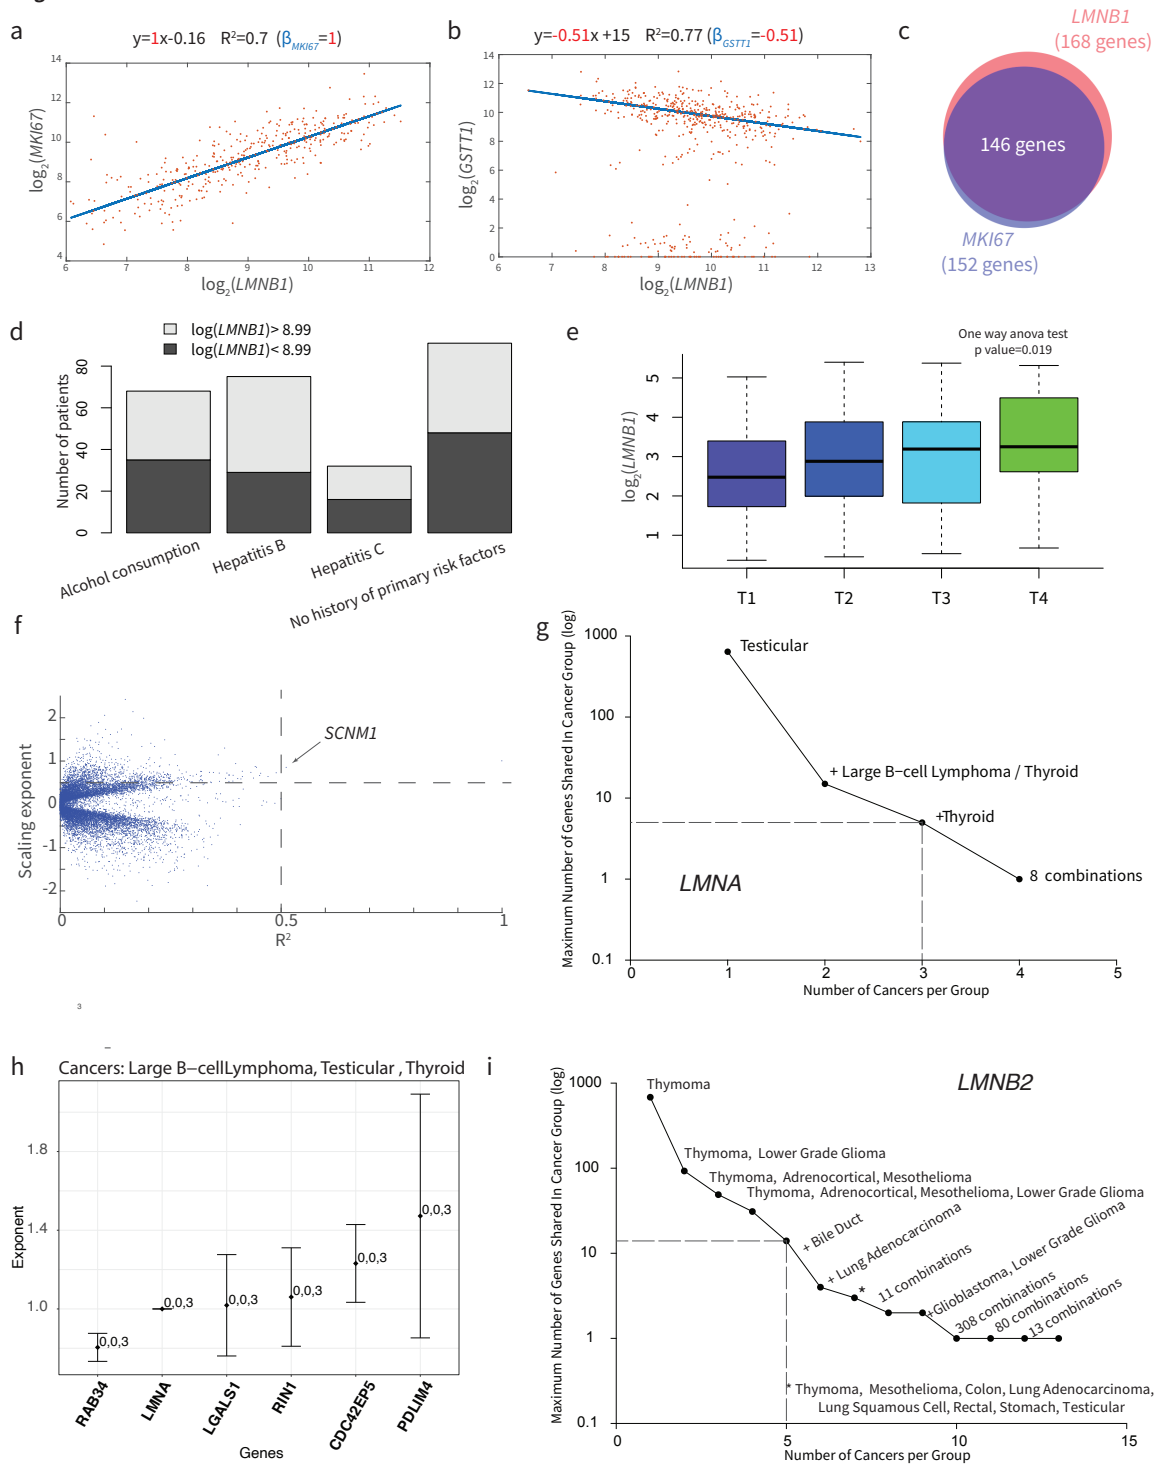 a
y=1x-0.16 R²=0.7 (β_MKI67=1)
log₂(MKI67)
14
12
10
8
6
4
6
7
8
9
10
11
12
log₂(LMNB1)
b
y=-0.51x +15 R²=0.77 (β_GSTT1=-0.51)
log₂(GSTT1)
14
12
10
8
6
4
2
0
7
8
9
10
11
12
13
6
log₂(LMNB1)
c
LMNB1
(168 genes)
146 genes
MKI67
(152 genes)
d
log(LMNB1)> 8.99
log(LMNB1)< 8.99
Number of patients
80
60
40
20
0
Alcohol consumption
Hepatitis B
Hepatitis C
No history of primary risk factors
e
One way anova test
p value=0.019
log₂(LMNB1)
5
4
3
2
1
T1
T2
T3
T4
f
Scaling exponent
2
1
0
-1
-2
SCNM1
0
0.5
1
R²
3
g
Maximum Number of Genes Shared In Cancer Group (log)
1000
100
10
1
0.1
Testicular
+ Large B−cell Lymphoma / Thyroid
+Thyroid
8 combinations
LMNA
0
1
2
3
4
5
Number of Cancers per Group
h
Cancers: Large B−cellLymphoma, Testicular , Thyroid
Exponent
1.8
1.4
1.0
0,0,3
0,0,3
0,0,3
0,0,3
0,0,3
0,0,3
RAB34
LMNA
LGALS1
RIN1
CDC42EP5
PDLIM4
Genes
i
LMNB2
Maximum Number of Genes Shared In Cancer Group (log)
1000
100
10
1
0.1
Thymoma
Thymoma, Lower Grade Glioma
Thymoma, Adrenocortical, Mesothelioma
Thymoma, Adrenocortical, Mesothelioma, Lower Grade Glioma
+ Bile Duct
+ Lung Adenocarcinoma
*
11 combinations
+Glioblastoma, Lower Grade Glioma
308 combinations
80 combinations
13 combinations
* Thymoma, Mesothelioma, Colon, Lung Adenocarcinoma,
Lung Squamous Cell, Rectal, Stomach, Testicular
0
5
10
15
Number of Cancers per Group